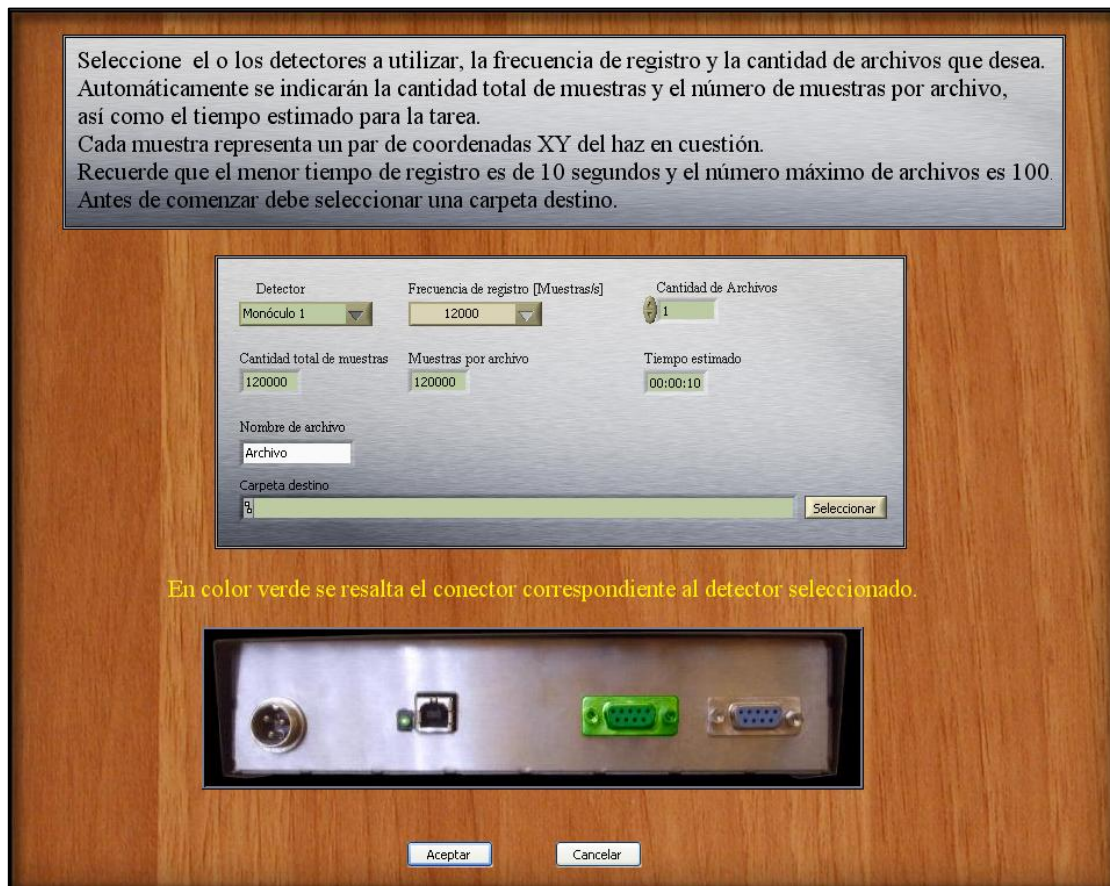 Seleccione el o los detectores a utilizar, la frecuencia de registro y la cantidad de archivos que desea.
Automáticamente se indicarán la cantidad total de muestras y el número de muestras por archivo,
así como el tiempo estimado para la tarea.
Cada muestra representa un par de coordenadas XY del haz en cuestión.
Recuerde que el menor tiempo de registro es de 10 segundos y el número máximo de archivos es 100.
Antes de comenzar debe seleccionar una carpeta destino.
Detector
Frecuencia de registro [Muestras/s]
Cantidad de Archivos
Monóculo 1
12000
1
Cantidad total de muestras
Muestras por archivo
Tiempo estimado
120000
120000
00:00:10
Nombre de archivo
Archivo
Carpeta destino
Seleccionar
En color verde se resalta el conector correspondiente al detector seleccionado.
Aceptar
Cancelar